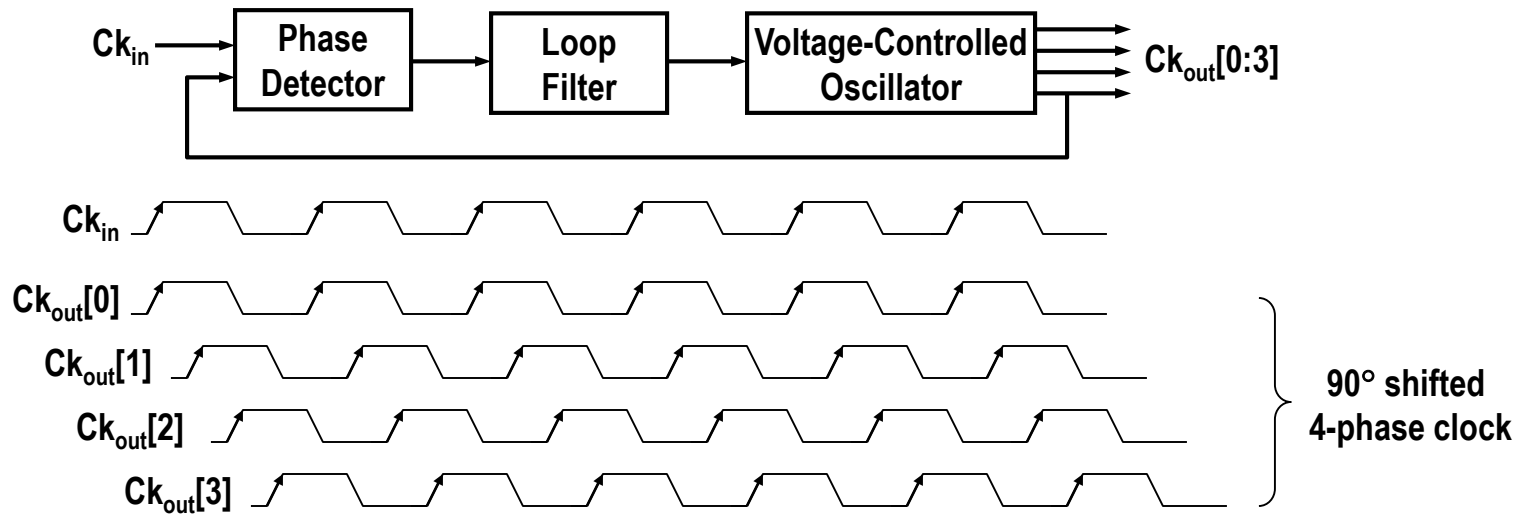 Ck_in
Phase
Detector
Loop
Filter
Voltage-Controlled
Oscillator
Ck_out[0:3]
Ck_in
Ck_out[0]
Ck_out[1]
Ck_out[2]
Ck_out[3]
90° shifted
4-phase clock